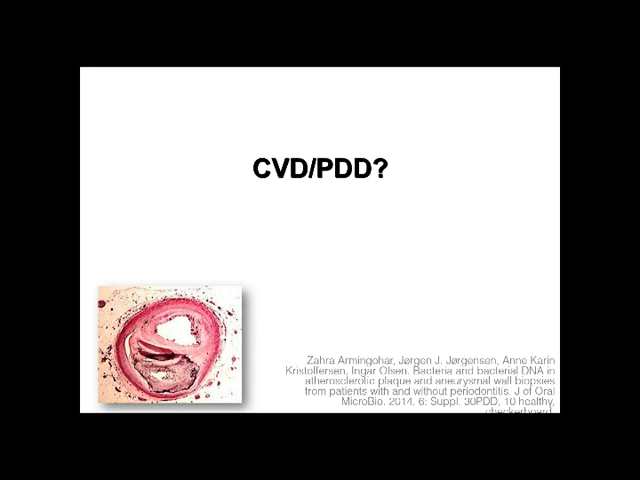 CVD/PDD?
Zahra Armingohar, Jørgen J. Jørgensen, Anne Karin
Kristoffersen, Ingar Olsen. Bacteria and bacterial DNA in
atherosclerotic plaque and aneurysmal wall biopsies
from patients with and without periodontitis. J of Oral
MicroBio. 2014. 6: Suppl. 30PDD, 10 healthy,
checkerboard.